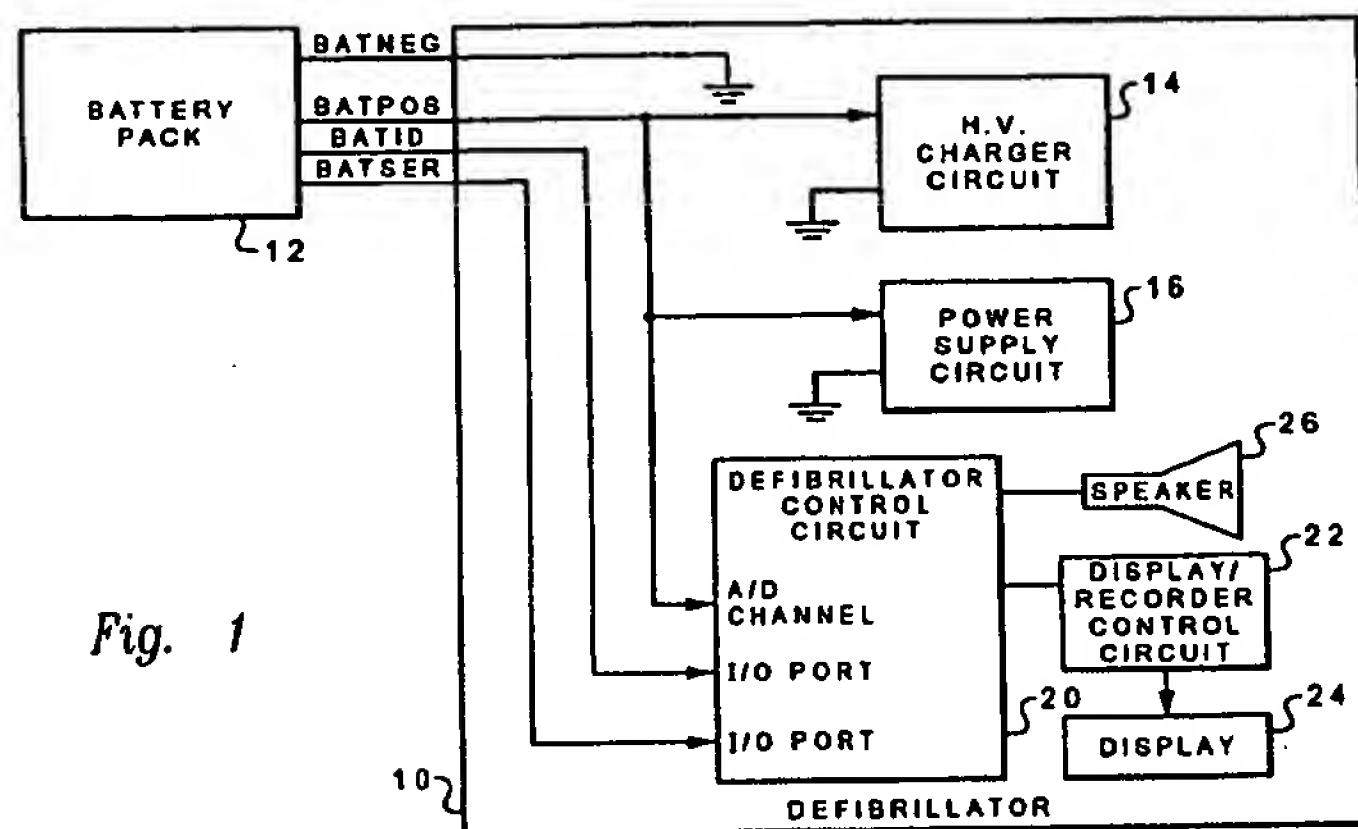 BATTERY
PACK
12
BATNEG
BATPOS
BATID
BATSER
H.V.
CHARGER
CIRCUIT
14
POWER
SUPPLY
CIRCUIT
16
DEFIBRILLATOR
CONTROL
CIRCUIT
A/D
CHANNEL
I/O PORT
I/O PORT
20
SPEAKER
26
DISPLAY/
RECORDER
CONTROL
CIRCUIT
22
DISPLAY
24
10
DEFIBRILLATOR
Fig. 1